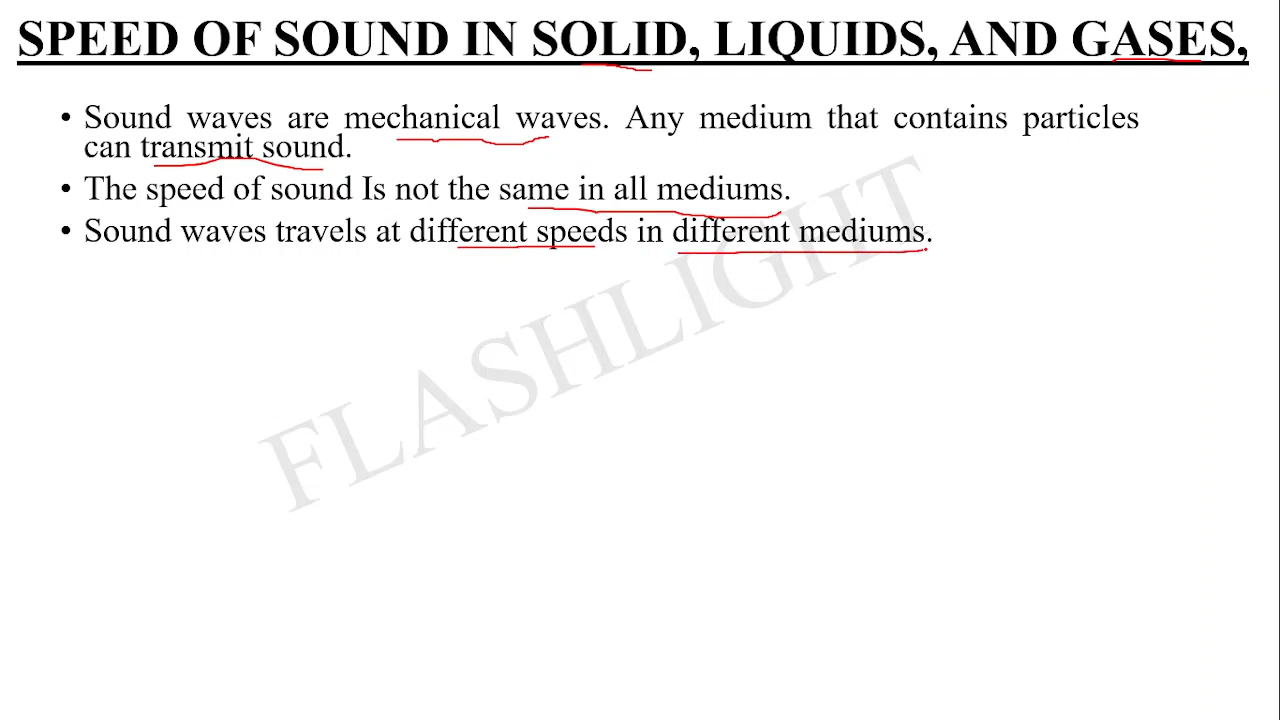 SPEED OF SOUND IN SOLID, LIQUIDS, AND GASES,
• Sound waves are mechanical waves. Any medium that contains particles
can transmit sound.
• The speed of sound Is not the same in all mediums.
• Sound waves travels at different speeds in different mediums.
FLASHLIGHT